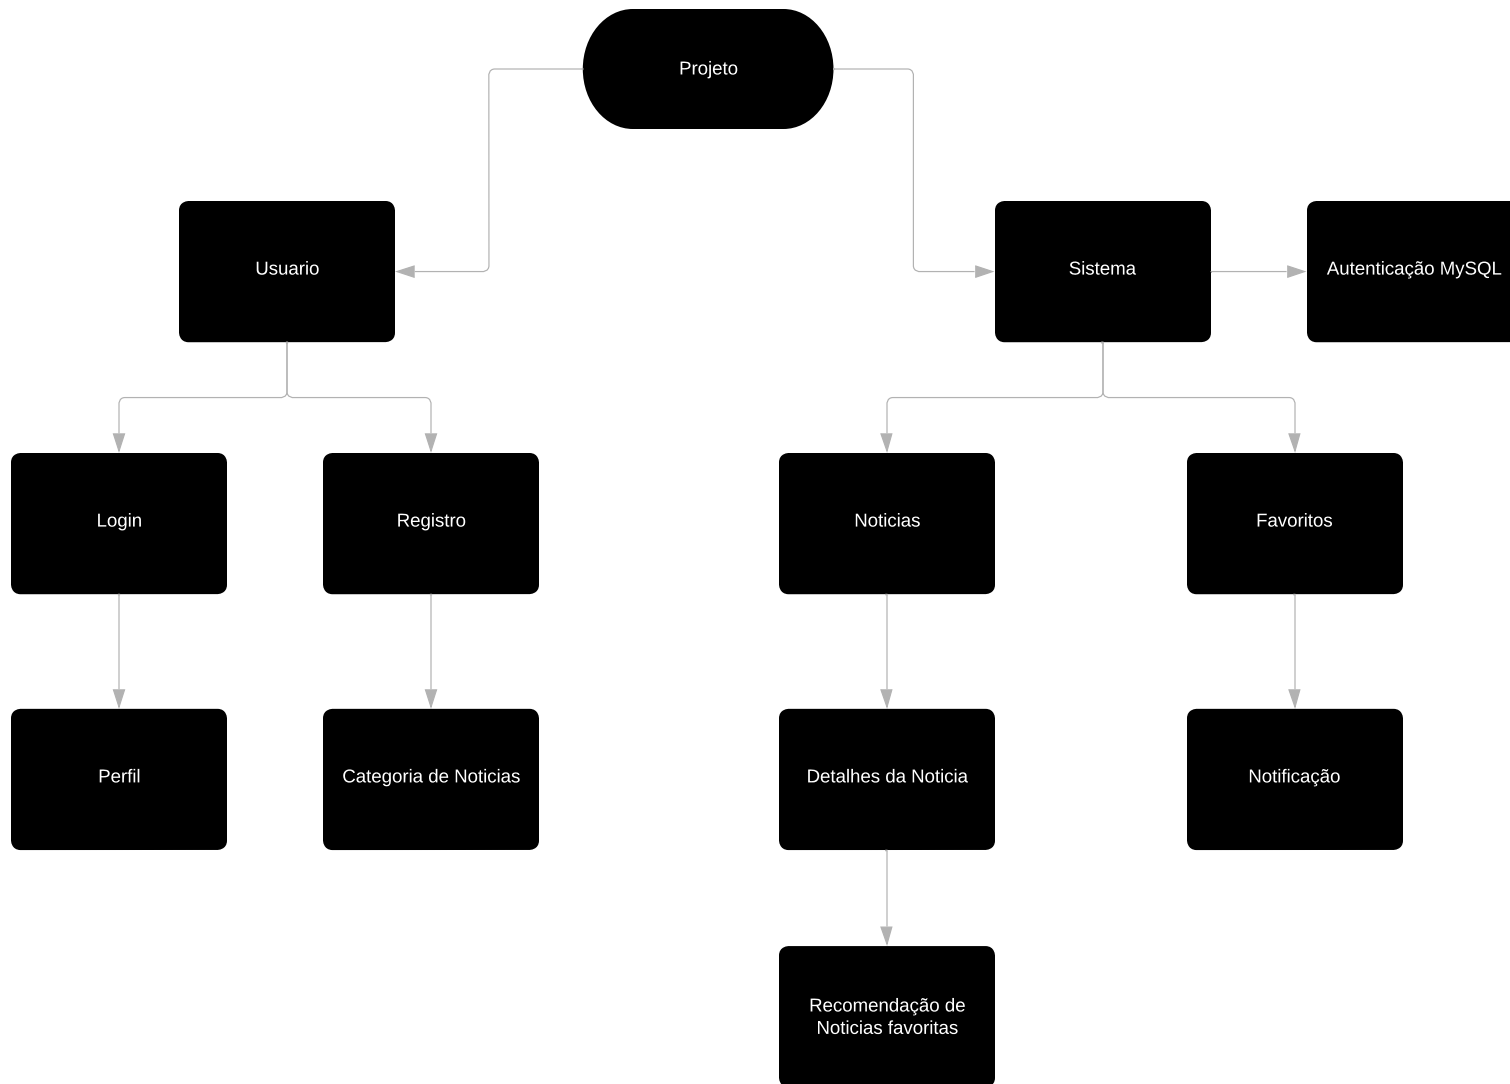 Projeto
Usuario
Sistema
Autenticação MySQL
Login
Registro
Noticias
Favoritos
Perfil
Categoria de Noticias
Detalhes da Noticia
Notificação
Recomendação de
Noticias favoritas